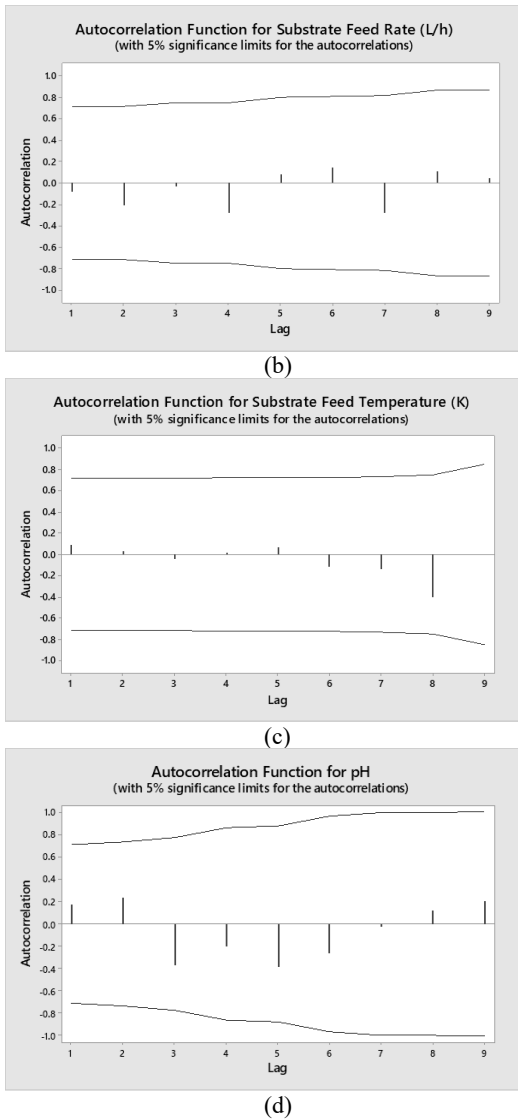 Autocorrelation Function for Substrate Feed Rate (L/h)
(with 5% significance limits for the autocorrelations)
1.0
0.8
0.6
0.4
0.2
0.0
-0.2
-0.4
-0.6
-0.8
-1.0
Autocorrelation
1 2 3 4 5 6 7 8 9
Lag
(b)
Autocorrelation Function for Substrate Feed Temperature (K)
(with 5% significance limits for the autocorrelations)
1.0
0.8
0.6
0.4
0.2
0.0
-0.2
-0.4
-0.6
-0.8
-1.0
Autocorrelation
1 2 3 4 5 6 7 8 9
Lag
(c)
Autocorrelation Function for pH
(with 5% significance limits for the autocorrelations)
1.0
0.8
0.6
0.4
0.2
0.0
-0.2
-0.4
-0.6
-0.8
-1.0
Autocorrelation
1 2 3 4 5 6 7 8 9
Lag
(d)